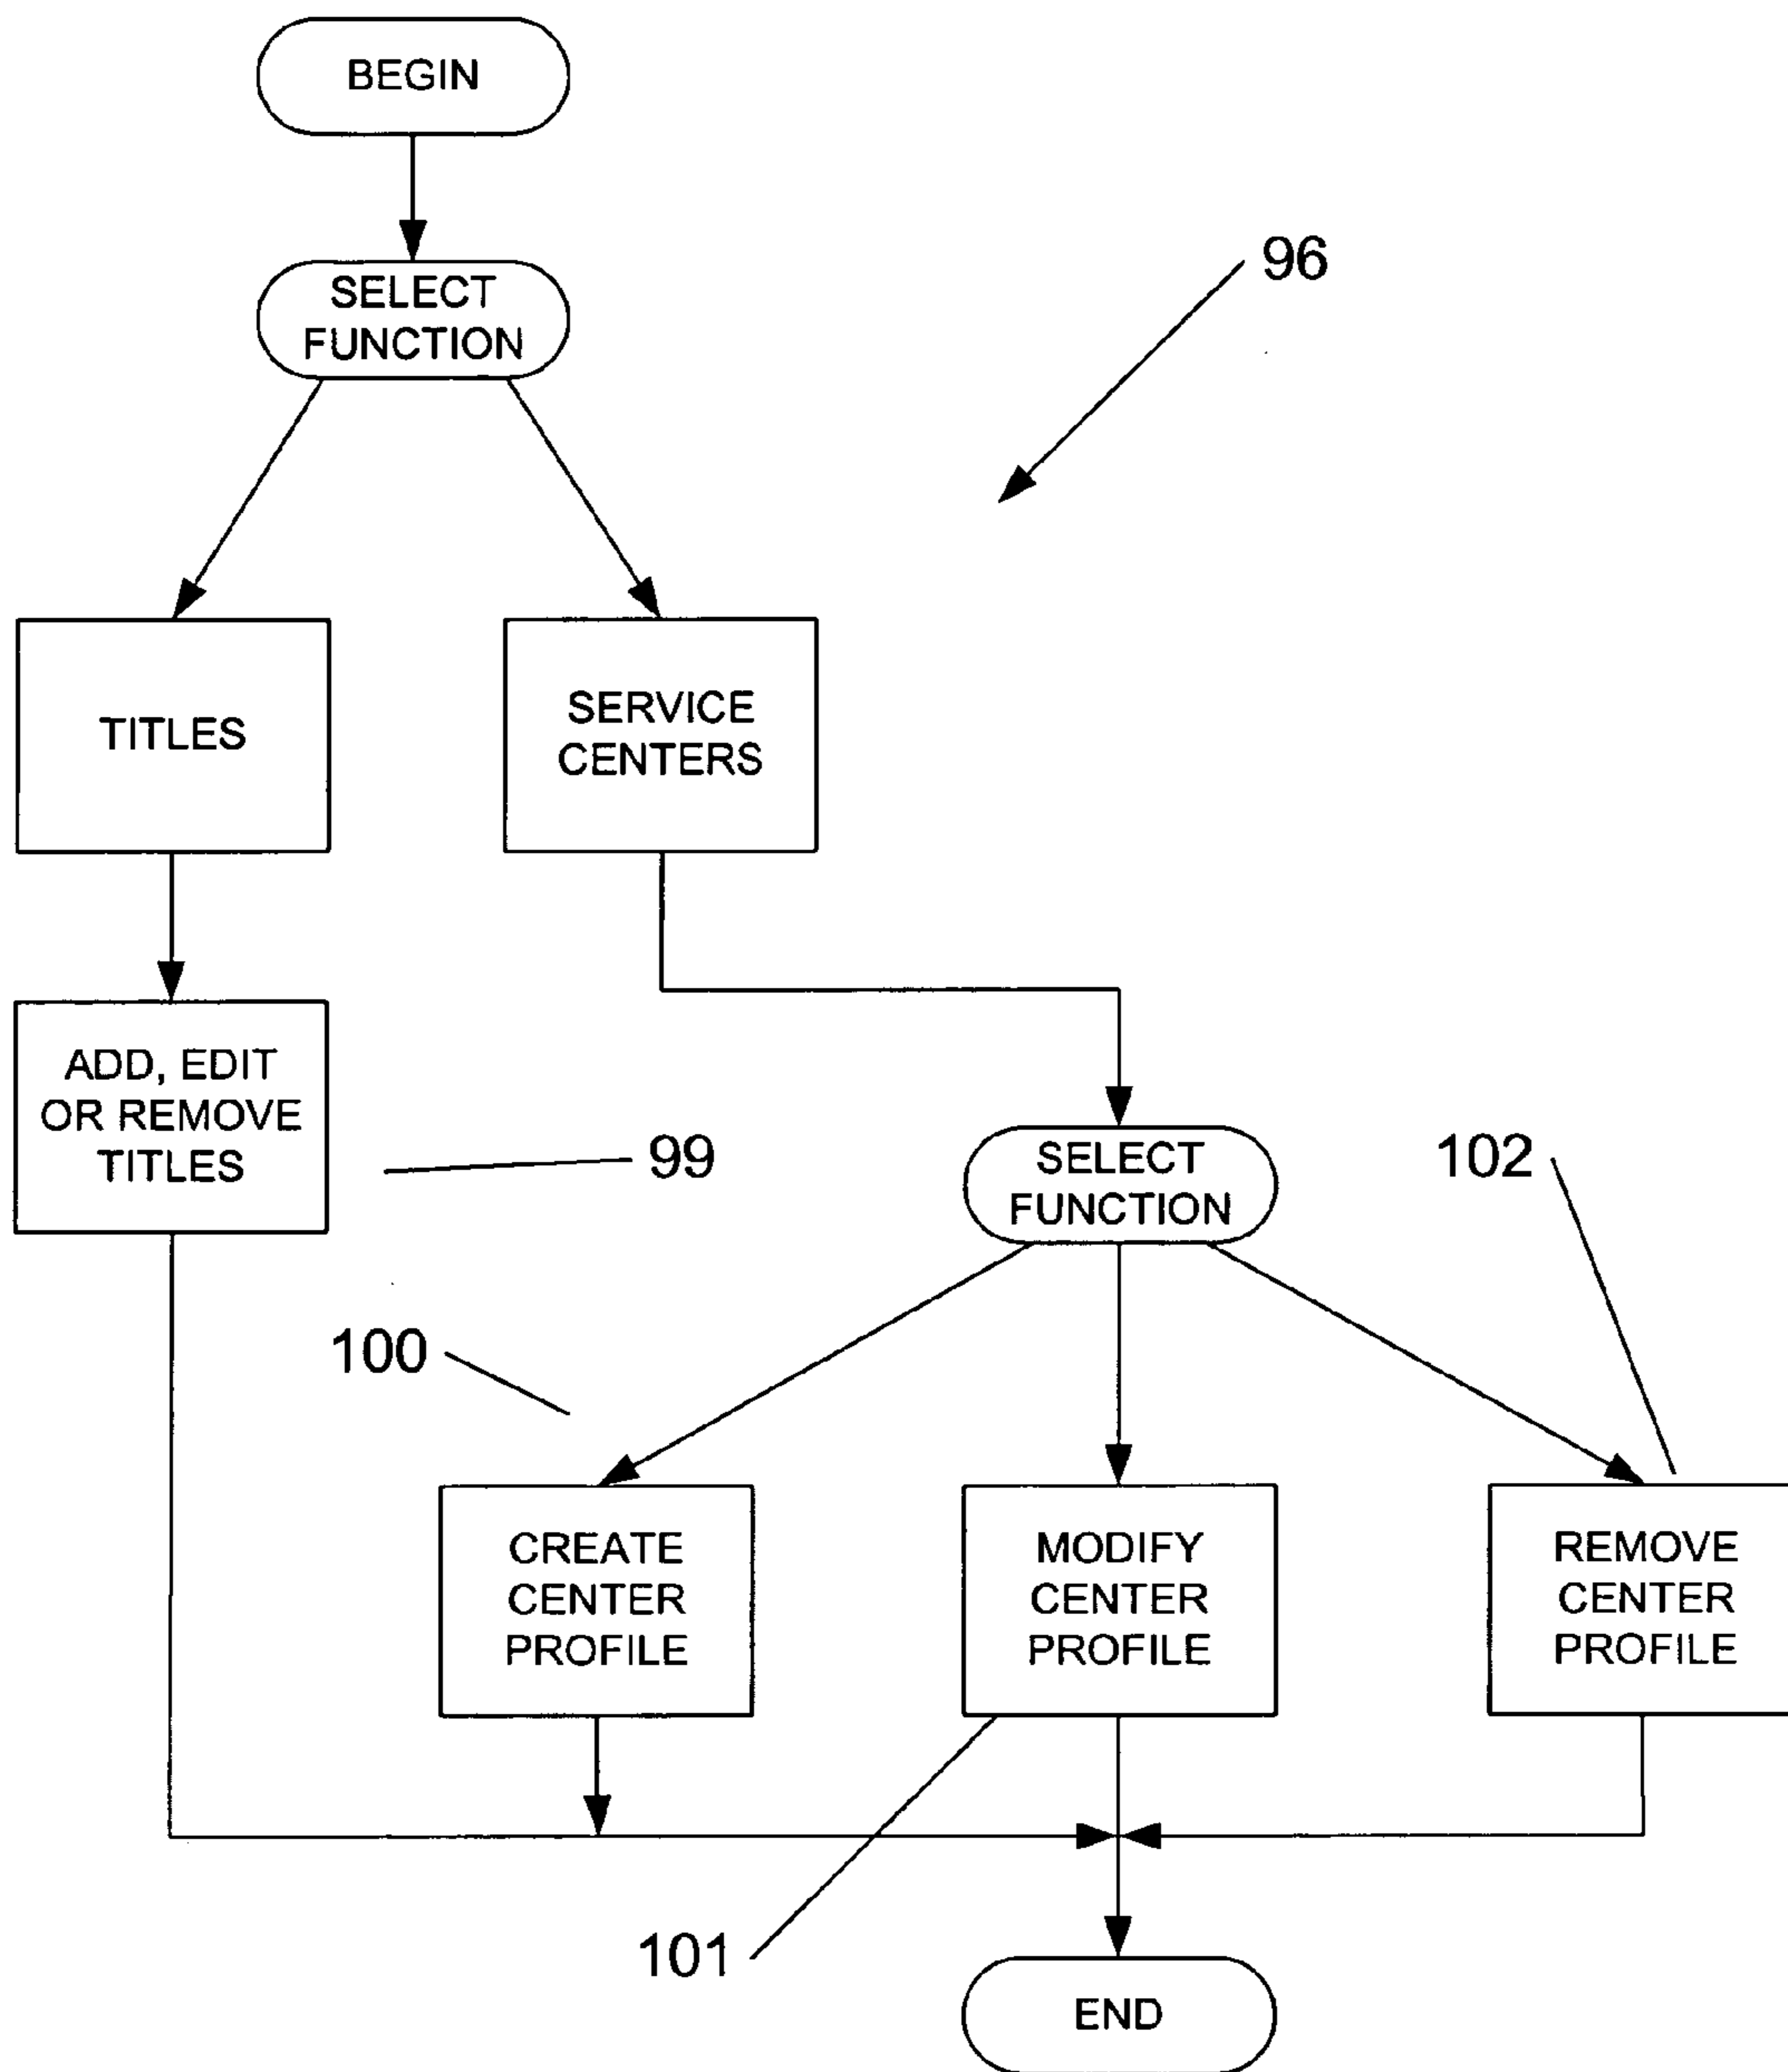 BEGIN
SELECT
FUNCTION
96
TITLES
SERVICE
CENTERS
ADD, EDIT
OR REMOVE
TITLES
99
SELECT
FUNCTION
102
100
CREATE
CENTER
PROFILE
MODIFY
CENTER
PROFILE
REMOVE
CENTER
PROFILE
101
END